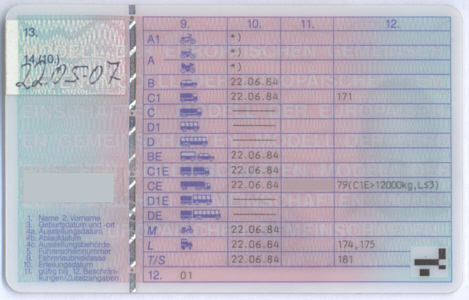 13.
14.(10.)
22.05.07
9. 10. 11. 12.
A1 *)
A *)
*)
B 22.06.84
C1 22.06.84 171
C
D1
D
BE 22.06.84
C1E 22.06.84
CE 22.06.84 79(C1E>12000kg,L≤3)
D1E
DE
M 22.06.84
L 22.06.84 174,175
T/S 22.06.84 181
12. 01
1. Name 2. Vorname
3. Geburtsdatum und -ort
4a. Ausstellungsdatum
4b. Ablaufdatum
4c. Ausstellungsbehörde
5. Führerscheinnummer
9. Fahrerlaubnisklasse
10. Erteilungsdatum
11. gültig bis 12. Beschrän-
kungen/Zusatzangaben